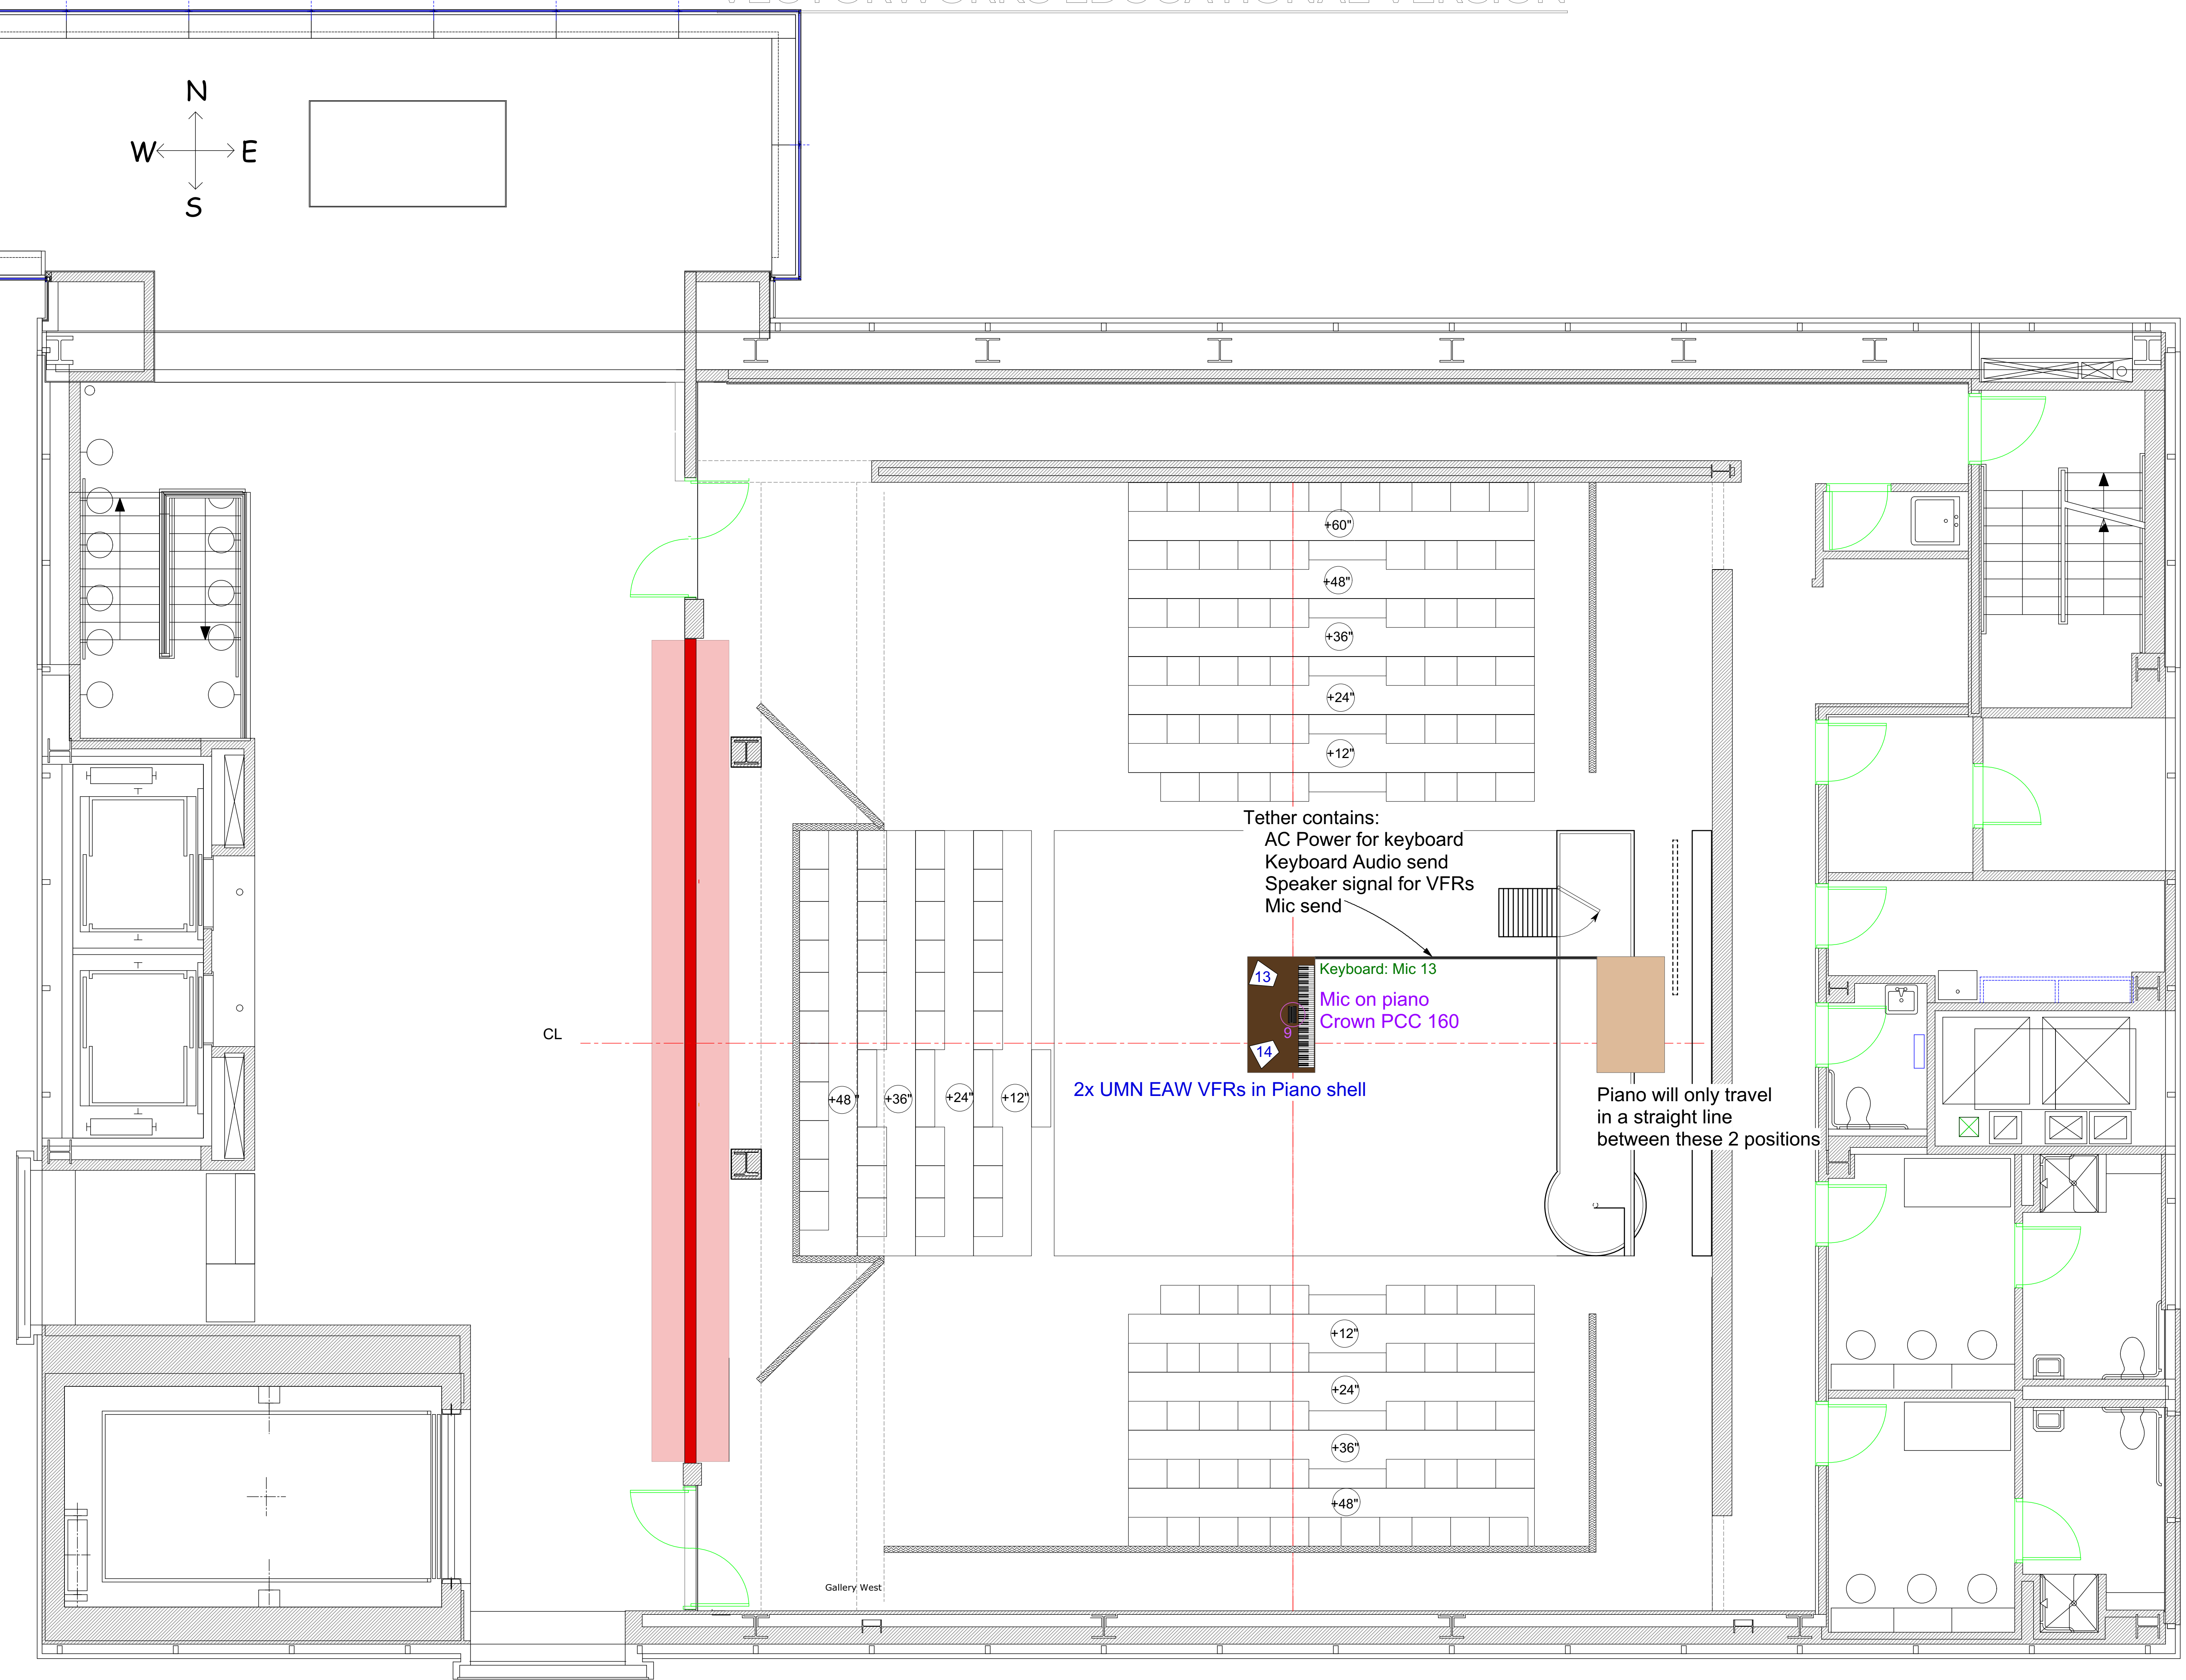 VECTORWORKS EDUCATIONAL VERSION
N
W
E
S
+60"
+48"
+36"
+24"
+12"
Tether contains:
AC Power for keyboard
Keyboard Audio send
Speaker signal for VFRs
Mic send
13
Keyboard: Mic 13
Mic on piano
Crown PCC 160
9
14
CL
2x UMN EAW VFRs in Piano shell
+48"
+36"
+24"
+12"
Piano will only travel
in a straight line
between these 2 positions
+12"
+24"
+36"
+48"
Gallery West